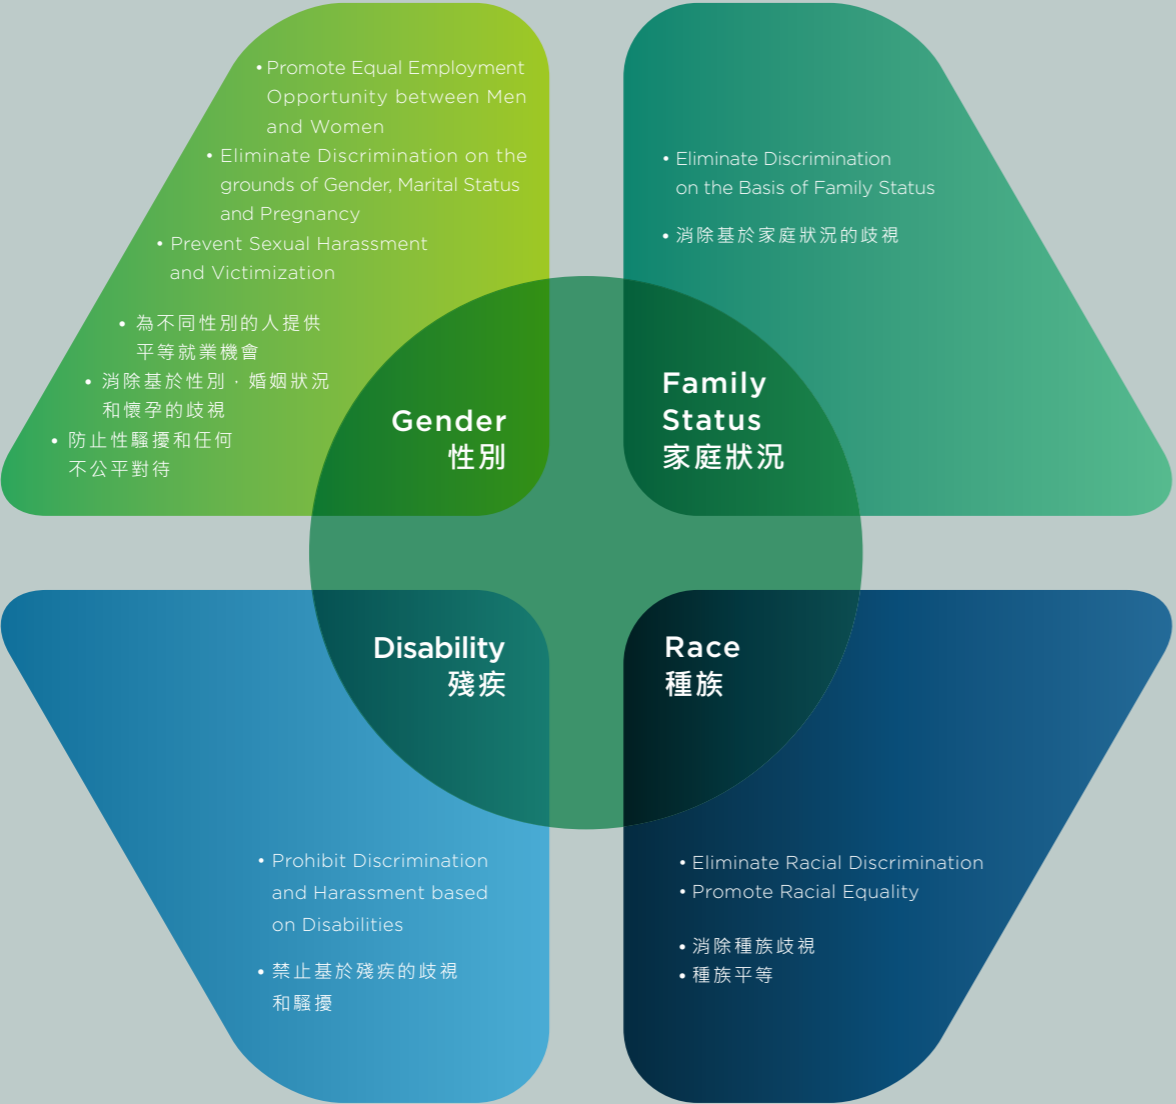 • Promote Equal Employment
Opportunity between Men
and Women
• Eliminate Discrimination on the
grounds of Gender, Marital Status
and Pregnancy
• Prevent Sexual Harassment
and Victimization
• 為不同性別的人提供
平等就業機會
• 消除基於性別﹒婚姻狀況
和懷孕的歧視
• 防止性騷擾和任何
不公平對待
Gender
性別
• Eliminate Discrimination
on the Basis of Family Status
• 消除基於家庭狀況的歧視
Family
Status
家庭狀況
Disability
殘疾
• Prohibit Discrimination
and Harassment based
on Disabilities
• 禁止基於殘疾的歧視
和騷擾
Race
種族
• Eliminate Racial Discrimination
• Promote Racial Equality
• 消除種族歧視
• 種族平等